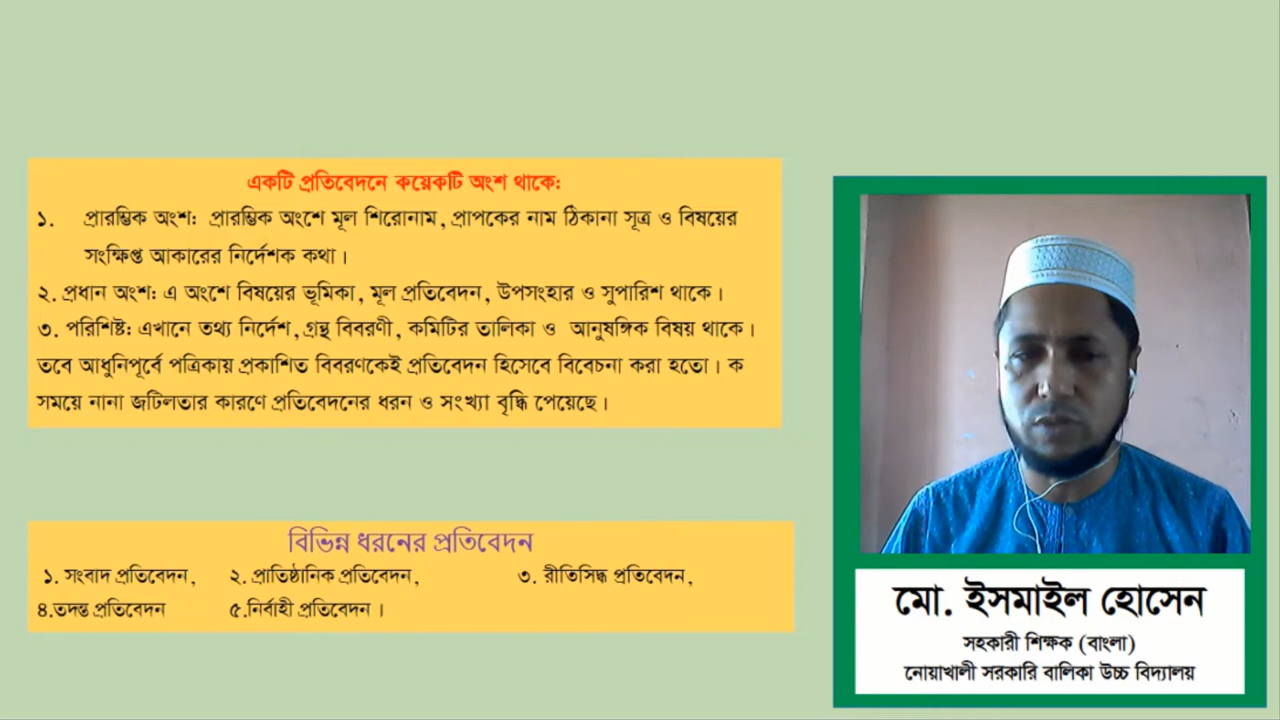 একটি প্রতিবেদনে কয়েকটি অংশ থাকে:
১. প্রারম্ভিক অংশ: প্রারম্ভিক অংশে মূল শিরোনাম, প্রাপকের নাম ঠিকানা সূত্র ও বিষয়ের
সংক্ষিপ্ত আকারের নির্দেশক কথা।
২. প্রধান অংশ: এ অংশে বিষয়ের ভূমিকা, মূল প্রতিবেদন, উপসংহার ও সুপারিশ থাকে।
৩. পরিশিষ্ট: এখানে তথ্য নির্দেশ, গ্রন্থ বিবরণী, কমিটির তালিকা ও আনুষঙ্গিক বিষয় থাকে।
তবে আধুনিপূর্বে পত্রিকায় প্রকাশিত বিবরণকেই প্রতিবেদন হিসেবে বিবেচনা করা হতো। ক
সময়ে নানা জটিলতার কারণে প্রতিবেদনের ধরন ও সংখ্যা বৃদ্ধি পেয়েছে।
বিভিন্ন ধরনের প্রতিবেদন
১. সংবাদ প্রতিবেদন, ২. প্রাতিষ্ঠানিক প্রতিবেদন, ৩. রীতিসিদ্ধ প্রতিবেদন,
৪.তদন্ত প্রতিবেদন ৫.নির্বাহী প্রতিবেদন।
মো. ইসমাইল হোসেন
সহকারী শিক্ষক (বাংলা)
নোয়াখালী সরকারি বালিকা উচ্চ বিদ্যালয়